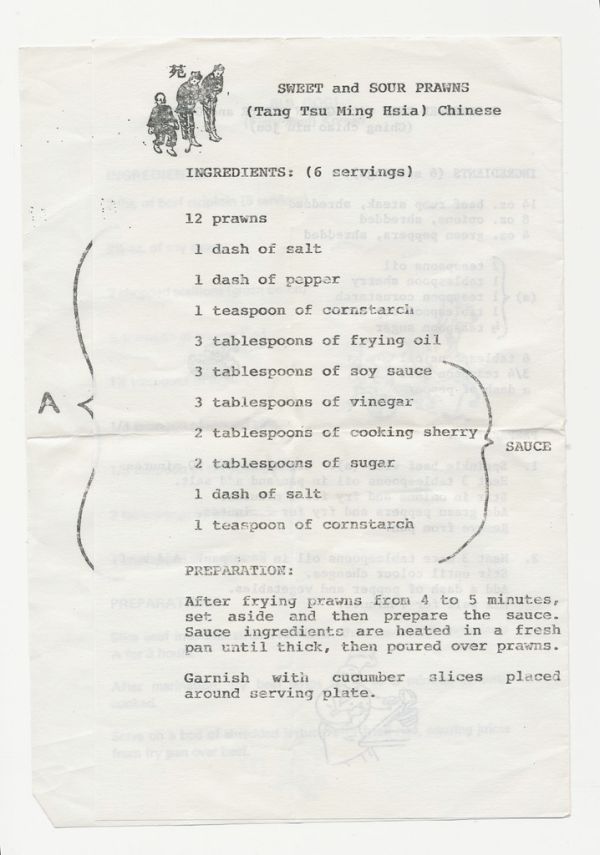 苑
SWEET and SOUR PRAWNS
(Tang Tsu Ming Hsia) Chinese
INGREDIENTS: (6 servings)
12 prawns
1 dash of salt
1 dash of pepper
1 teaspoon of cornstarch
3 tablespoons of frying oil
3 tablespoons of soy sauce
3 tablespoons of vinegar
2 tablespoons of cooking sherry
2 tablespoons of sugar
1 dash of salt
1 teaspoon of cornstarch
A
SAUCE
PREPARATION:
After frying prawns from 4 to 5 minutes,
set aside and then prepare the sauce.
Sauce ingredients are heated in a fresh
pan until thick, then poured over prawns.
Garnish with cucumber slices placed
around serving plate.